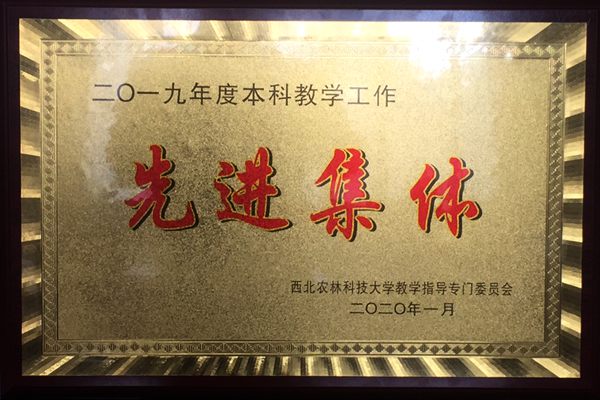 二〇一九年度本科教学工作
先进集体
西北农林科技大学教学指导专门委员会
二〇二〇年一月